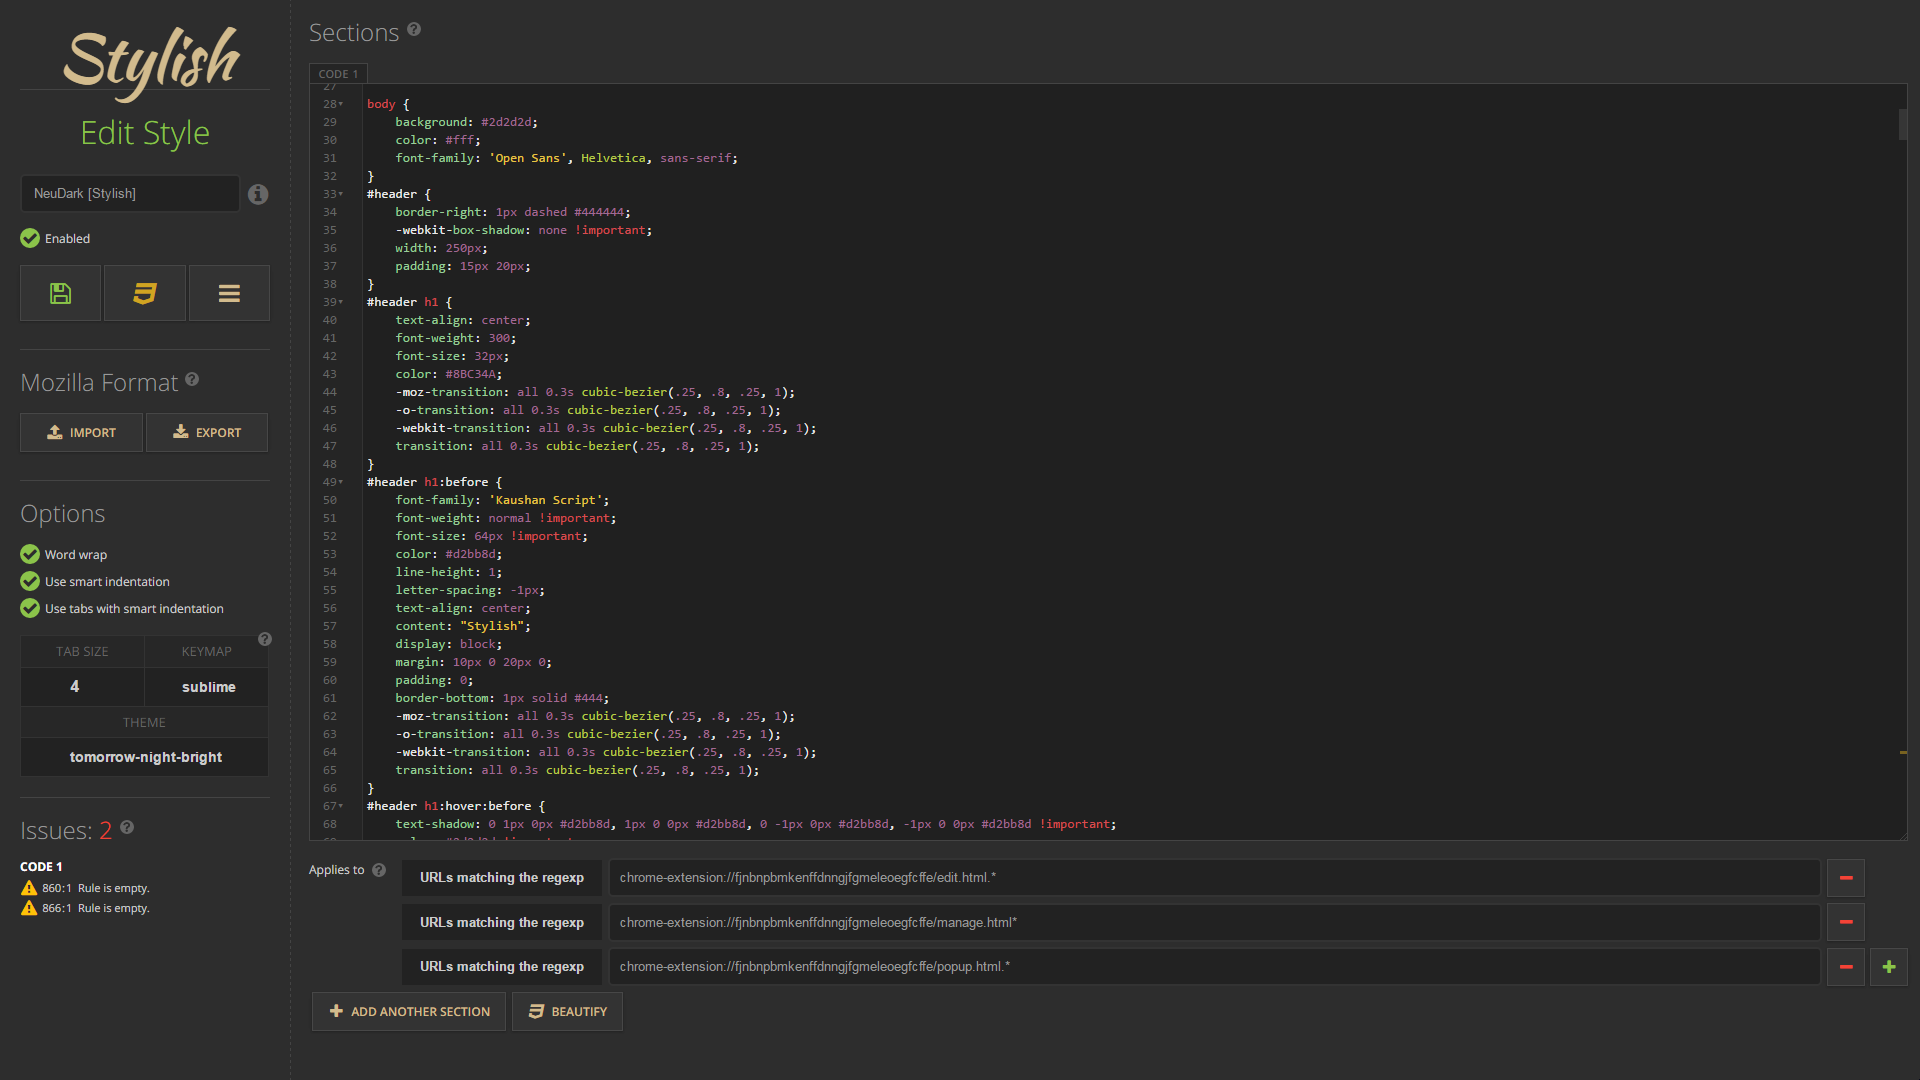 Stylish
Edit Style
NeuDark [Stylish]
Enabled
Mozilla Format
IMPORT
EXPORT
Options
Word wrap
Use smart indentation
Use tabs with smart indentation
TAB SIZE
KEYMAP
4
sublime
THEME
tomorrow-night-bright
Issues: 2
CODE 1
860:1 Rule is empty.
866:1 Rule is empty.
Sections
CODE 1
27
28 body {
29     background: #2d2d2d;
30     color: #fff;
31     font-family: 'Open Sans', Helvetica, sans-serif;
32 }
33 #header {
34     border-right: 1px dashed #444444;
35     -webkit-box-shadow: none !important;
36     width: 250px;
37     padding: 15px 20px;
38 }
39 #header h1 {
40     text-align: center;
41     font-weight: 300;
42     font-size: 32px;
43     color: #8BC34A;
44     -moz-transition: all 0.3s cubic-bezier(.25, .8, .25, 1);
45     -o-transition: all 0.3s cubic-bezier(.25, .8, .25, 1);
46     -webkit-transition: all 0.3s cubic-bezier(.25, .8, .25, 1);
47     transition: all 0.3s cubic-bezier(.25, .8, .25, 1);
48 }
49 #header h1:before {
50     font-family: 'Kaushan Script';
51     font-weight: normal !important;
52     font-size: 64px !important;
53     color: #d2bb8d;
54     line-height: 1;
55     letter-spacing: -1px;
56     text-align: center;
57     content: "Stylish";
58     display: block;
59     margin: 10px 0 20px 0;
60     padding: 0;
61     border-bottom: 1px solid #444;
62     -moz-transition: all 0.3s cubic-bezier(.25, .8, .25, 1);
63     -o-transition: all 0.3s cubic-bezier(.25, .8, .25, 1);
64     -webkit-transition: all 0.3s cubic-bezier(.25, .8, .25, 1);
65     transition: all 0.3s cubic-bezier(.25, .8, .25, 1);
66 }
67 #header h1:hover:before {
68     text-shadow: 0 1px 0px #d2bb8d, 1px 0 0px #d2bb8d, 0 -1px 0px #d2bb8d, -1px 0 0px #d2bb8d !important;
Applies to
URLs matching the regexp
chrome-extension://fjnbnpbmkenffdnngjfgmeleoegfcffe/edit.html.*
URLs matching the regexp
chrome-extension://fjnbnpbmkenffdnngjfgmeleoegfcffe/manage.html*
URLs matching the regexp
chrome-extension://fjnbnpbmkenffdnngjfgmeleoegfcffe/popup.html.*
ADD ANOTHER SECTION
BEAUTIFY